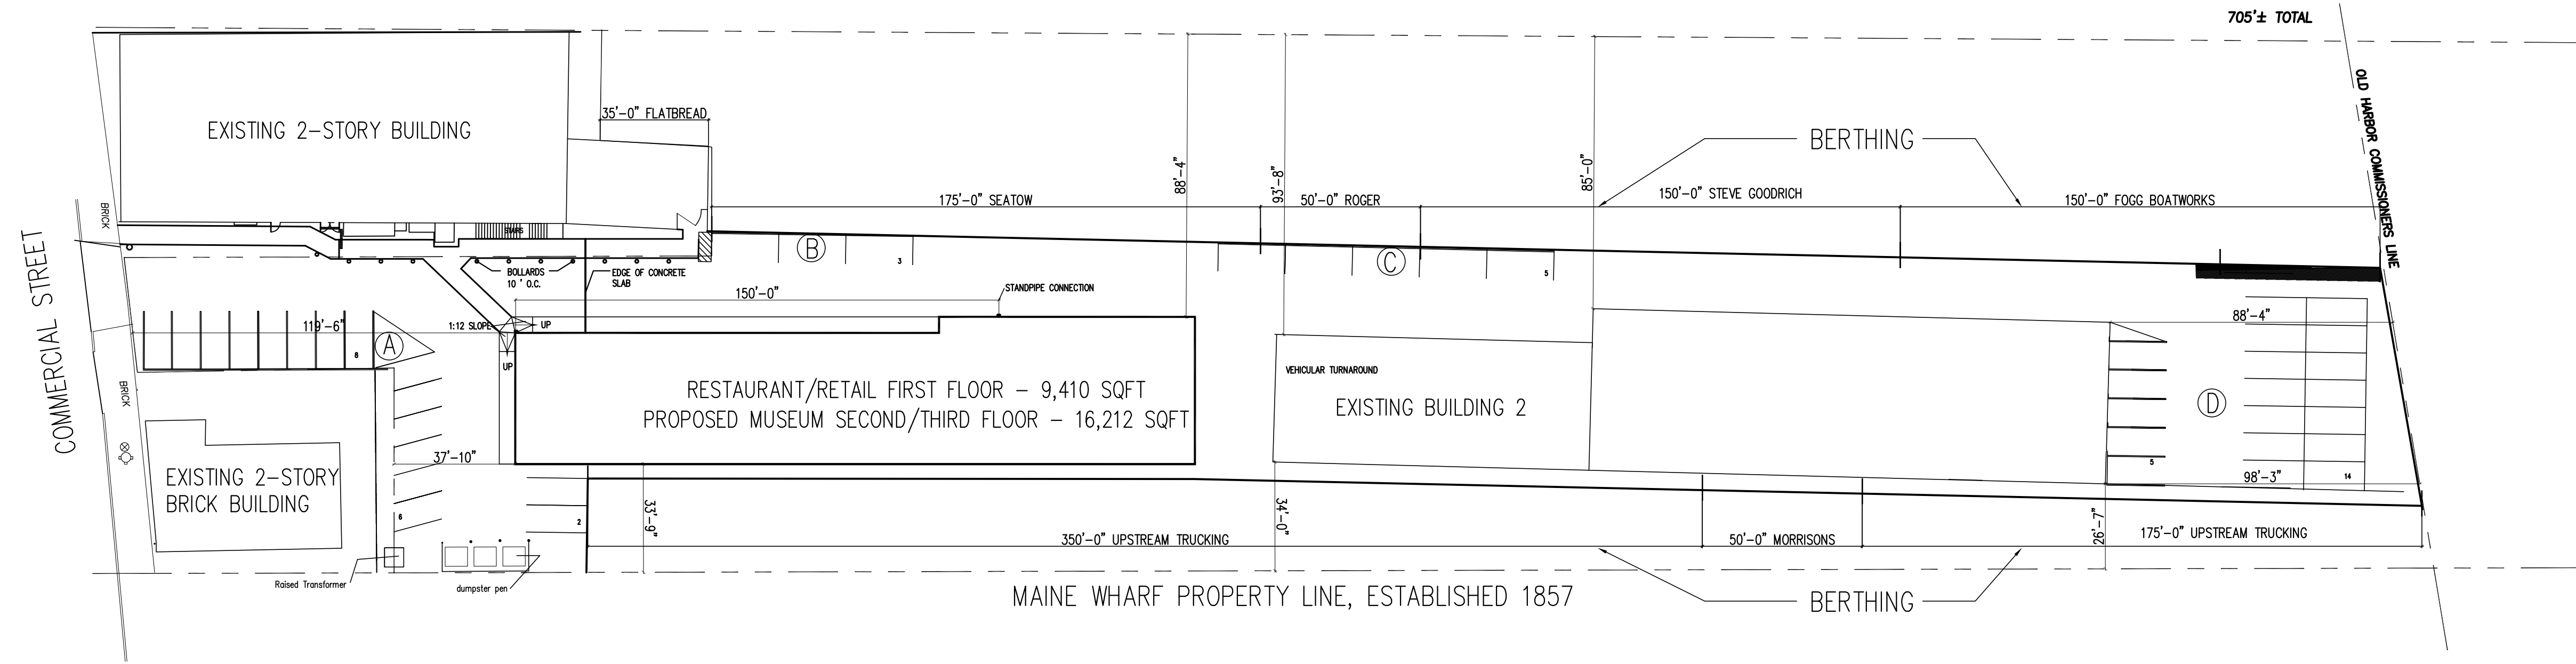 705'± TOTAL
OLD HARBOR COMMISSIONERS LINE
EXISTING 2-STORY BUILDING
35'-0" FLATBREAD
BERTHING
88'-4"
93'-8"
85'-0"
175'-0" SEATOW
50'-0" ROGER
150'-0" STEVE GOODRICH
150'-0" FOGG BOATWORKS
BRICK
STAIRS
COMMERCIAL STREET
B
3
C
5
BOLLARDS
10 ' O.C.
EDGE OF CONCRETE
SLAB
150'-0"
STANDPIPE CONNECTION
119'-6"
1:12 SLOPE
UP
88'-4"
8
A
UP
VEHICULAR TURNAROUND
BRICK
RESTAURANT/RETAIL FIRST FLOOR - 9,410 SQFT
PROPOSED MUSEUM SECOND/THIRD FLOOR - 16,212 SQFT
EXISTING BUILDING 2
D
37'-10"
5
14
98'-3"
EXISTING 2-STORY
BRICK BUILDING
6
2
33'-9"
34'-0"
26'-7"
350'-0" UPSTREAM TRUCKING
50'-0" MORRISONS
175'-0" UPSTREAM TRUCKING
Raised Transformer
dumpster pen
MAINE WHARF PROPERTY LINE, ESTABLISHED 1857
BERTHING